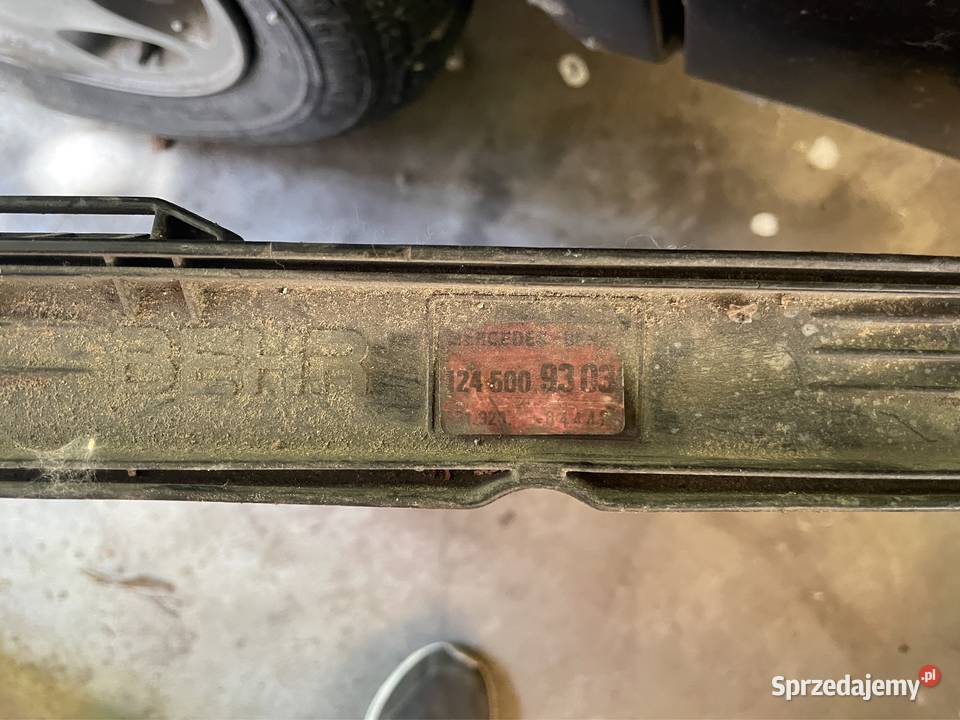 BEHR
MERCEDES-BENZ
124 500 93 03
Sprzedajemy.pl